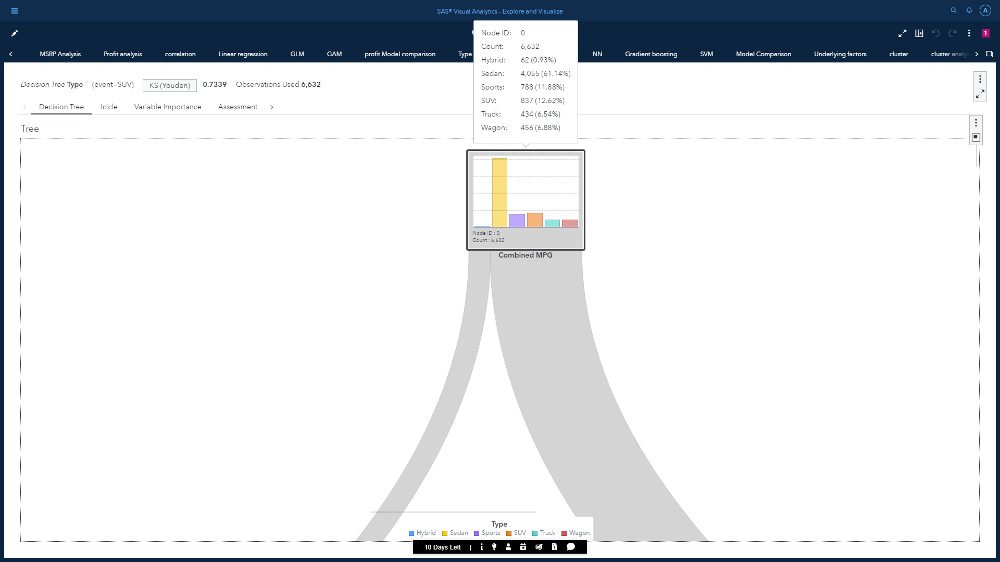 SAS® Visual Analytics - Explore and Visualize
A
1
MSRP Analysis
Profit analysis
correlation
Linear regression
GLM
GAM
profit Model comparison
Type
NN
Gradient boosting
SVM
Model Comparison
Underlying factors
cluster
cluster analys
Node ID: 0
Count: 6,632
Hybrid: 62 (0.93%)
Sedan: 4,055 (61.14%)
Sports: 788 (11.88%)
SUV: 837 (12.62%)
Truck: 434 (6.54%)
Wagon: 456 (6.88%)
Decision Tree Type (event=SUV) KS (Youden) 0.7339 Observations Used 6,632
Decision Tree
Icicle
Variable Importance
Assessment
Tree
Node ID : 0
Count : 6,632
Combined MPG
Type
Hybrid Sedan Sports SUV Truck Wagon
10 Days Left |